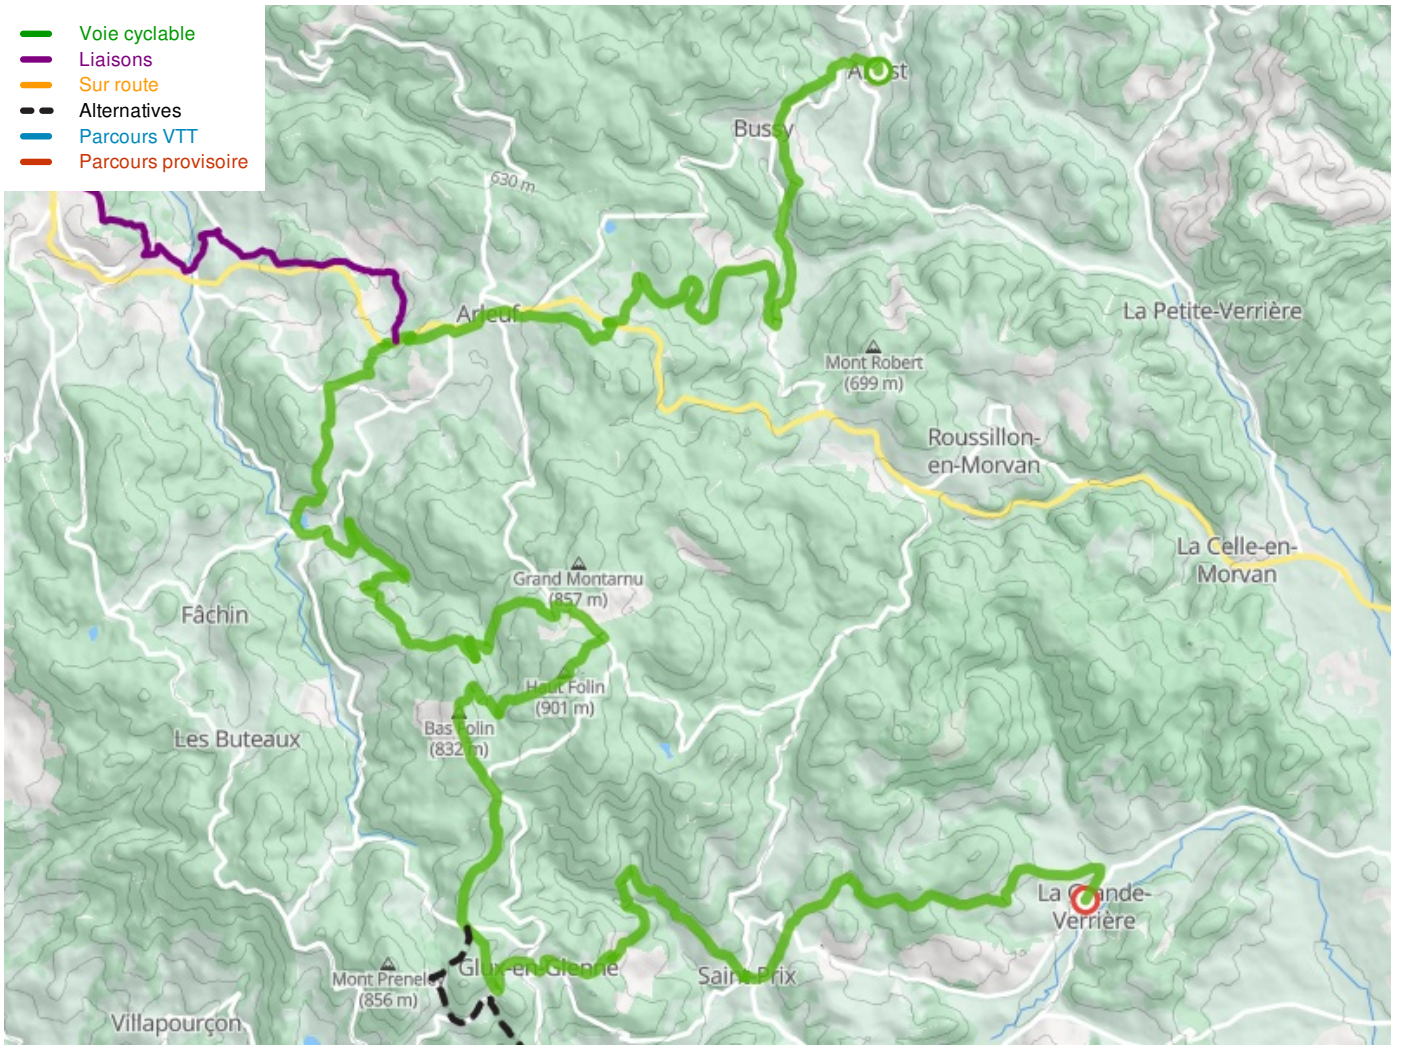 Voie cyclable
Liaisons
Sur route
Alternatives
Parcours VTT
Parcours provisoire
Bussy
630 m
Arleuf
La Petite-Verrière
Mont Robert
(699 m)
Roussillon-
en-Morvan
La Celle-en-
Morvan
Grand Montarnu
(857 m)
Fâchin
Haut Folin
(901 m)
Bas Folin
(832 m)
Les Buteaux
La Grande-
Verrière
Glux-en-Glenne
Saint-Prix
Mont Preneley
(856 m)
Villapourçon